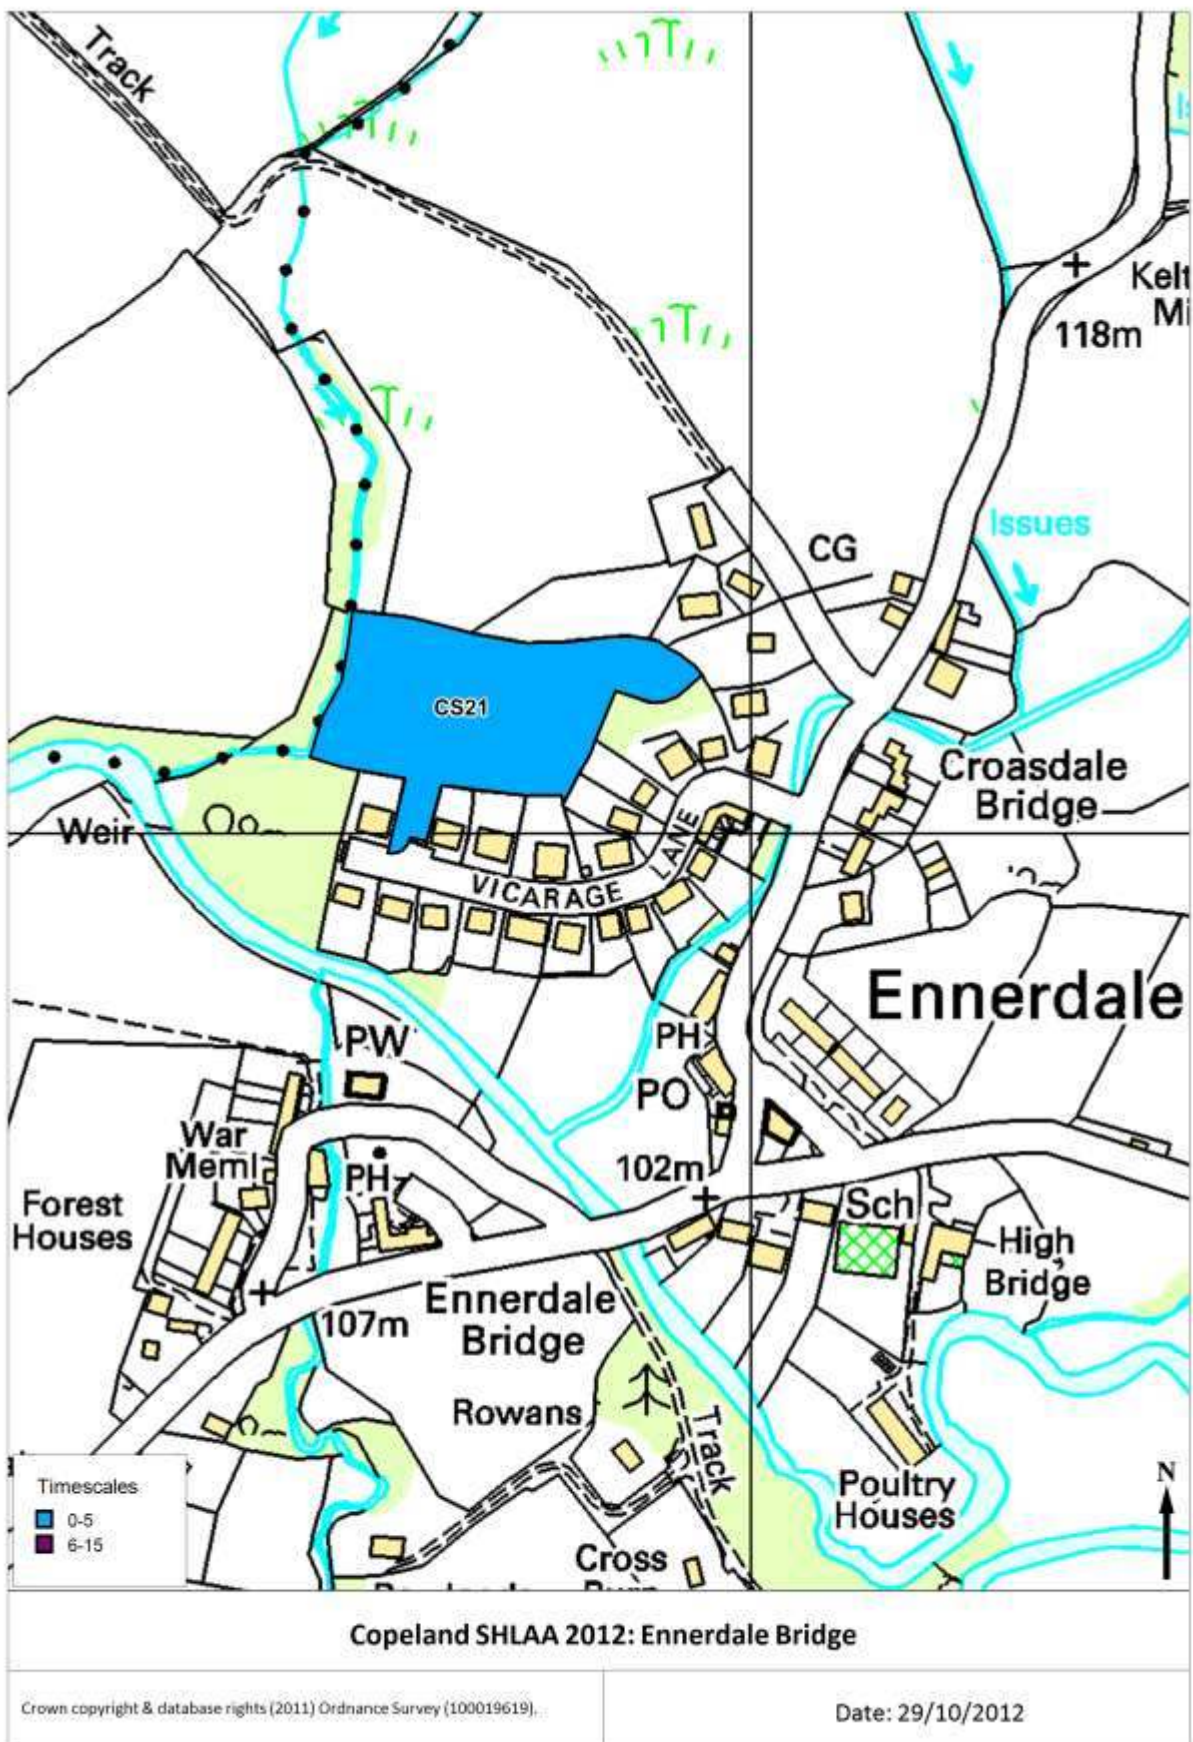 Track
Kelt
Mi
118m
Issues
CG
CS21
Croasdale
Bridge
Weir
VICARAGE LANE
Ennerdale
PH
PW
PO
War
Meml
102m
PH
Sch
Forest
Houses
High
Bridge
Ennerdale
Bridge
107m
Rowans
Track
Poultry
Houses
N
Timescales
0-5
6-15
Cross
Copeland SHLAA 2012: Ennerdale Bridge
Crown copyright & database rights (2011) Ordnance Survey (100019619).
Date: 29/10/2012